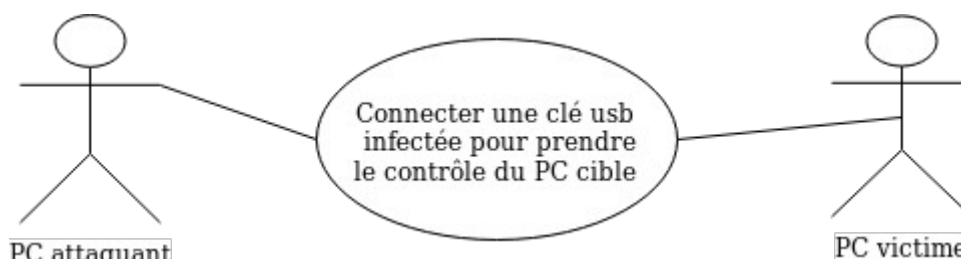 Connecter une clé usb
infectée pour prendre
le contrôle du PC cible
PC attaquant
PC victime